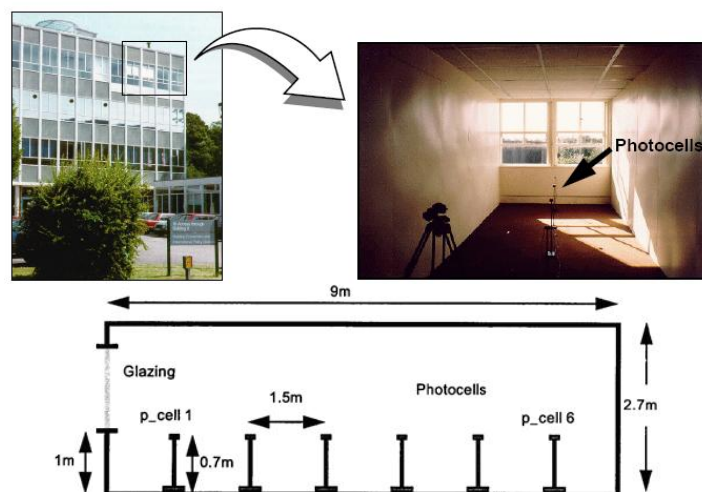 Photocells
9m
Glazing
Photocells
1.5m
p_cell 1
p_cell 6
2.7m
1m
0.7m